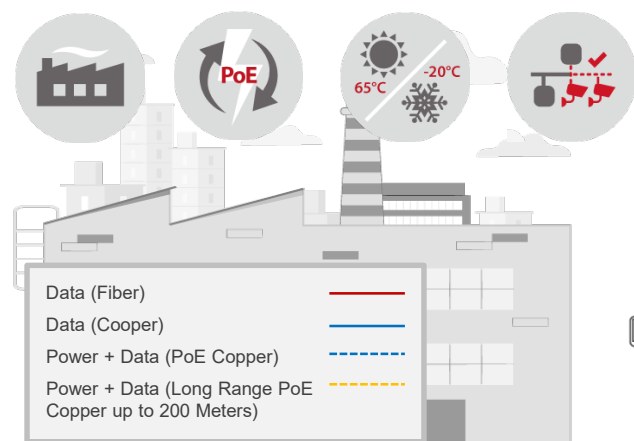 PoE
65°C
-20°C
Data (Fiber)
Data (Cooper)
Power + Data (PoE Copper)
Power + Data (Long Range PoE
Copper up to 200 Meters)